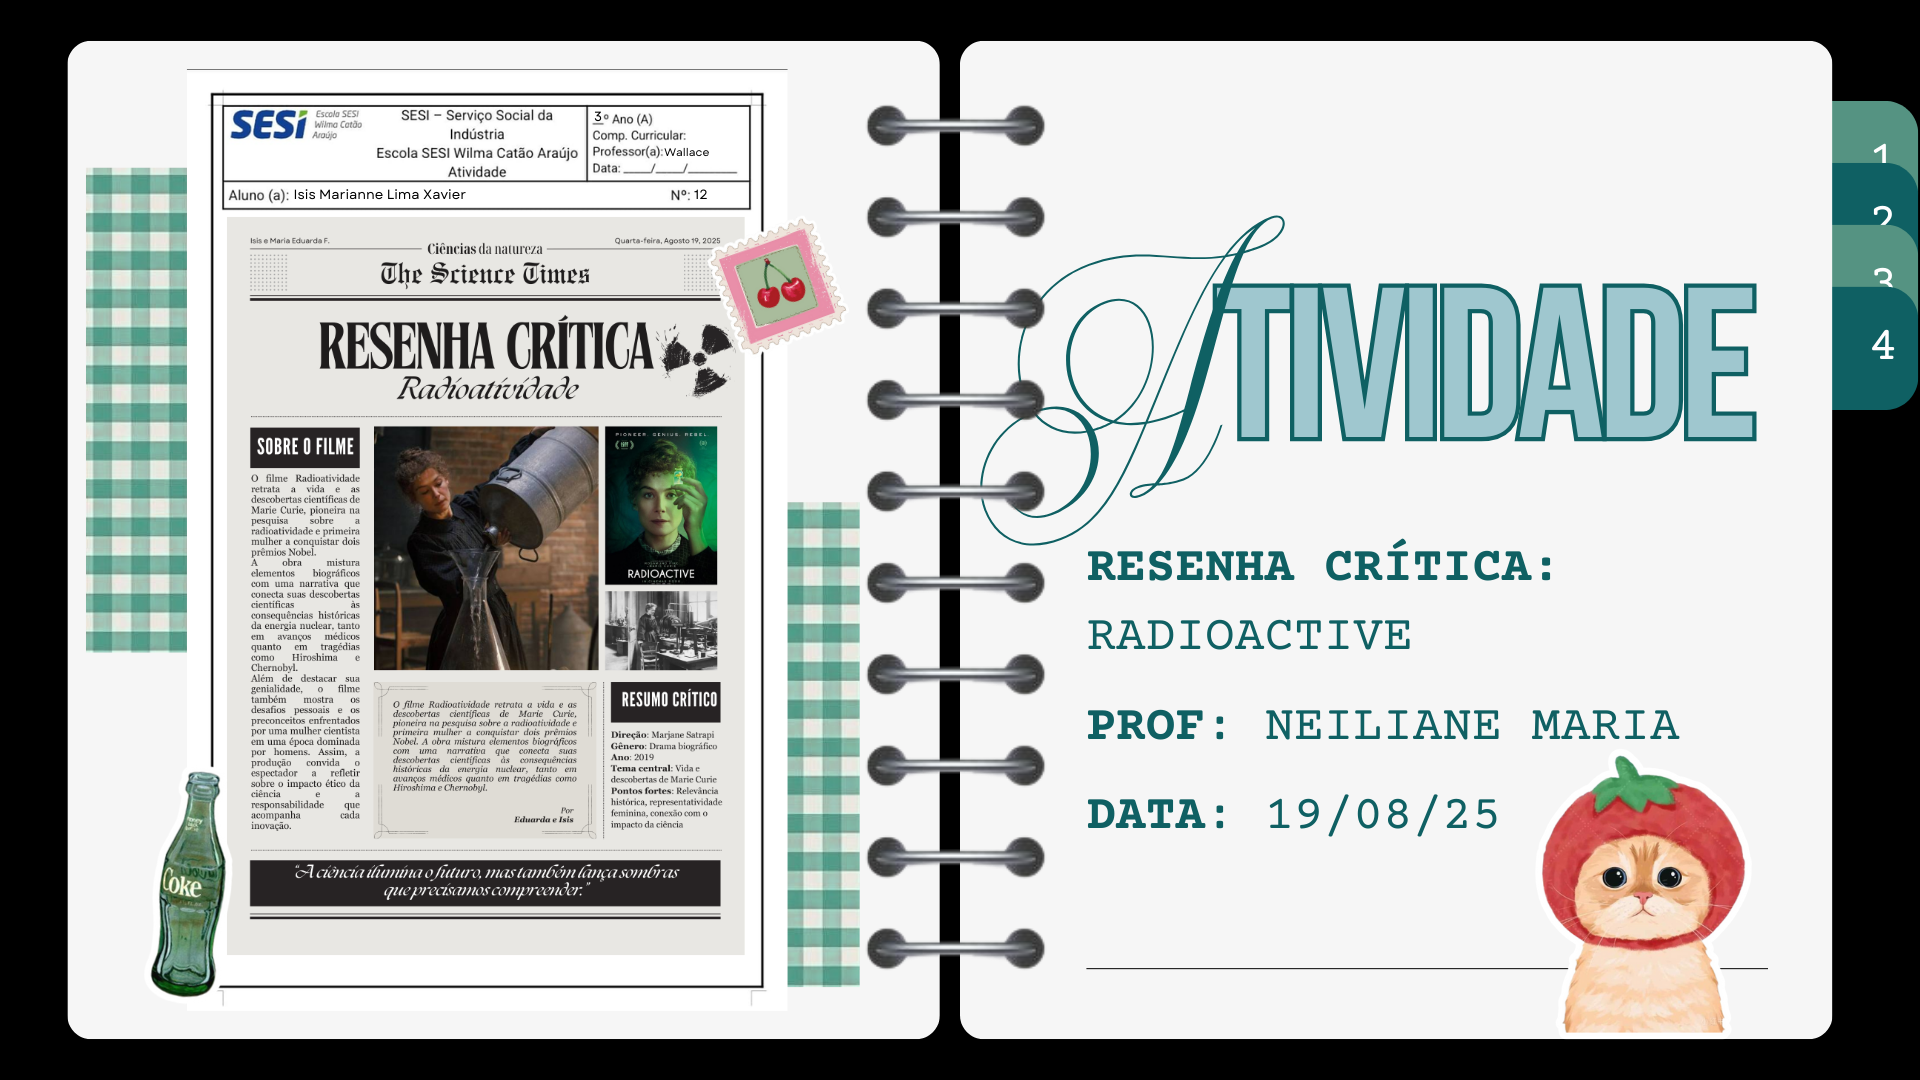 SESI
Escola SESI
Wilma Catão
Araújo
SESI – Serviço Social da
Indústria
Escola SESI Wilma Catão Araújo
Atividade
3º Ano (A)
Comp. Curricular:
Professor(a): Wallace
Data: ____/____/_______
Aluno (a): Isis Marianne Lima Xavier Nº: 12
Isis e Maria Eduarda F.
Quarta-feira, Agosto 19, 2025
Ciências da natureza
The Science Times
RESENHA CRÍTICA
Radioatividade
SOBRE O FILME
O filme Radioatividade
retrata a vida e as
descobertas científicas de
Marie Curie, pioneira na
pesquisa sobre a
radioatividade e primeira
mulher a conquistar dois
prêmios Nobel.
A obra mistura
elementos biográficos
com uma narrativa que
conecta suas descobertas
científicas às
consequências históricas
da energia nuclear, tanto
em avanços médicos
quanto em tragédias
como Hiroshima e
Chernobyl.
Além de destacar sua
genialidade, o filme
também mostra os
desafios pessoais e os
preconceitos enfrentados
por uma mulher cientista
em uma época dominada
por homens. Assim, a
produção convida o
espectador a refletir
sobre o impacto ético da
ciência e a
responsabilidade que
acompanha cada
inovação.
PIONEER. GENIUS. REBEL.
RADIOACTIVE
O filme Radioatividade retrata a vida e as
descobertas científicas de Marie Curie,
pioneira na pesquisa sobre a radioatividade e
primeira mulher a conquistar dois prêmios
Nobel. A obra mistura elementos biográficos
com uma narrativa que conecta suas
descobertas científicas às consequências
históricas da energia nuclear, tanto em
avanços médicos quanto em tragédias como
Hiroshima e Chernobyl.
Por
Eduarda e Isis
RESUMO CRÍTICO
Direção: Marjane Satrapi
Gênero: Drama biográfico
Ano: 2019
Tema central: Vida e
descobertas de Marie Curie
Pontos fortes: Relevância
histórica, representatividade
feminina, conexão com o
impacto da ciência
"A ciência ilumina o futuro, mas também lança sombras
que precisamos compreender."
Coke
ATIVIDADE
RESENHA CRÍTICA:
RADIOACTIVE
PROF: NEILIANE MARIA
DATA: 19/08/25
1
2
3
4